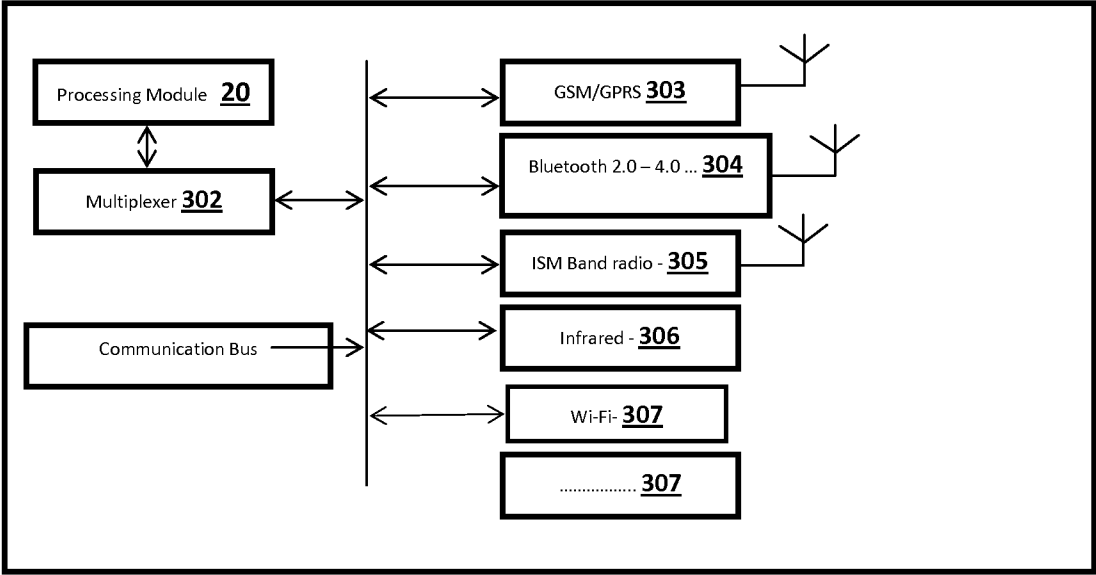 Processing Module 20
Multiplexer 302
Communication Bus
GSM/GPRS 303
Bluetooth 2.0 – 4.0 ... 304
ISM Band radio - 305
Infrared - 306
Wi-Fi- 307
................. 307